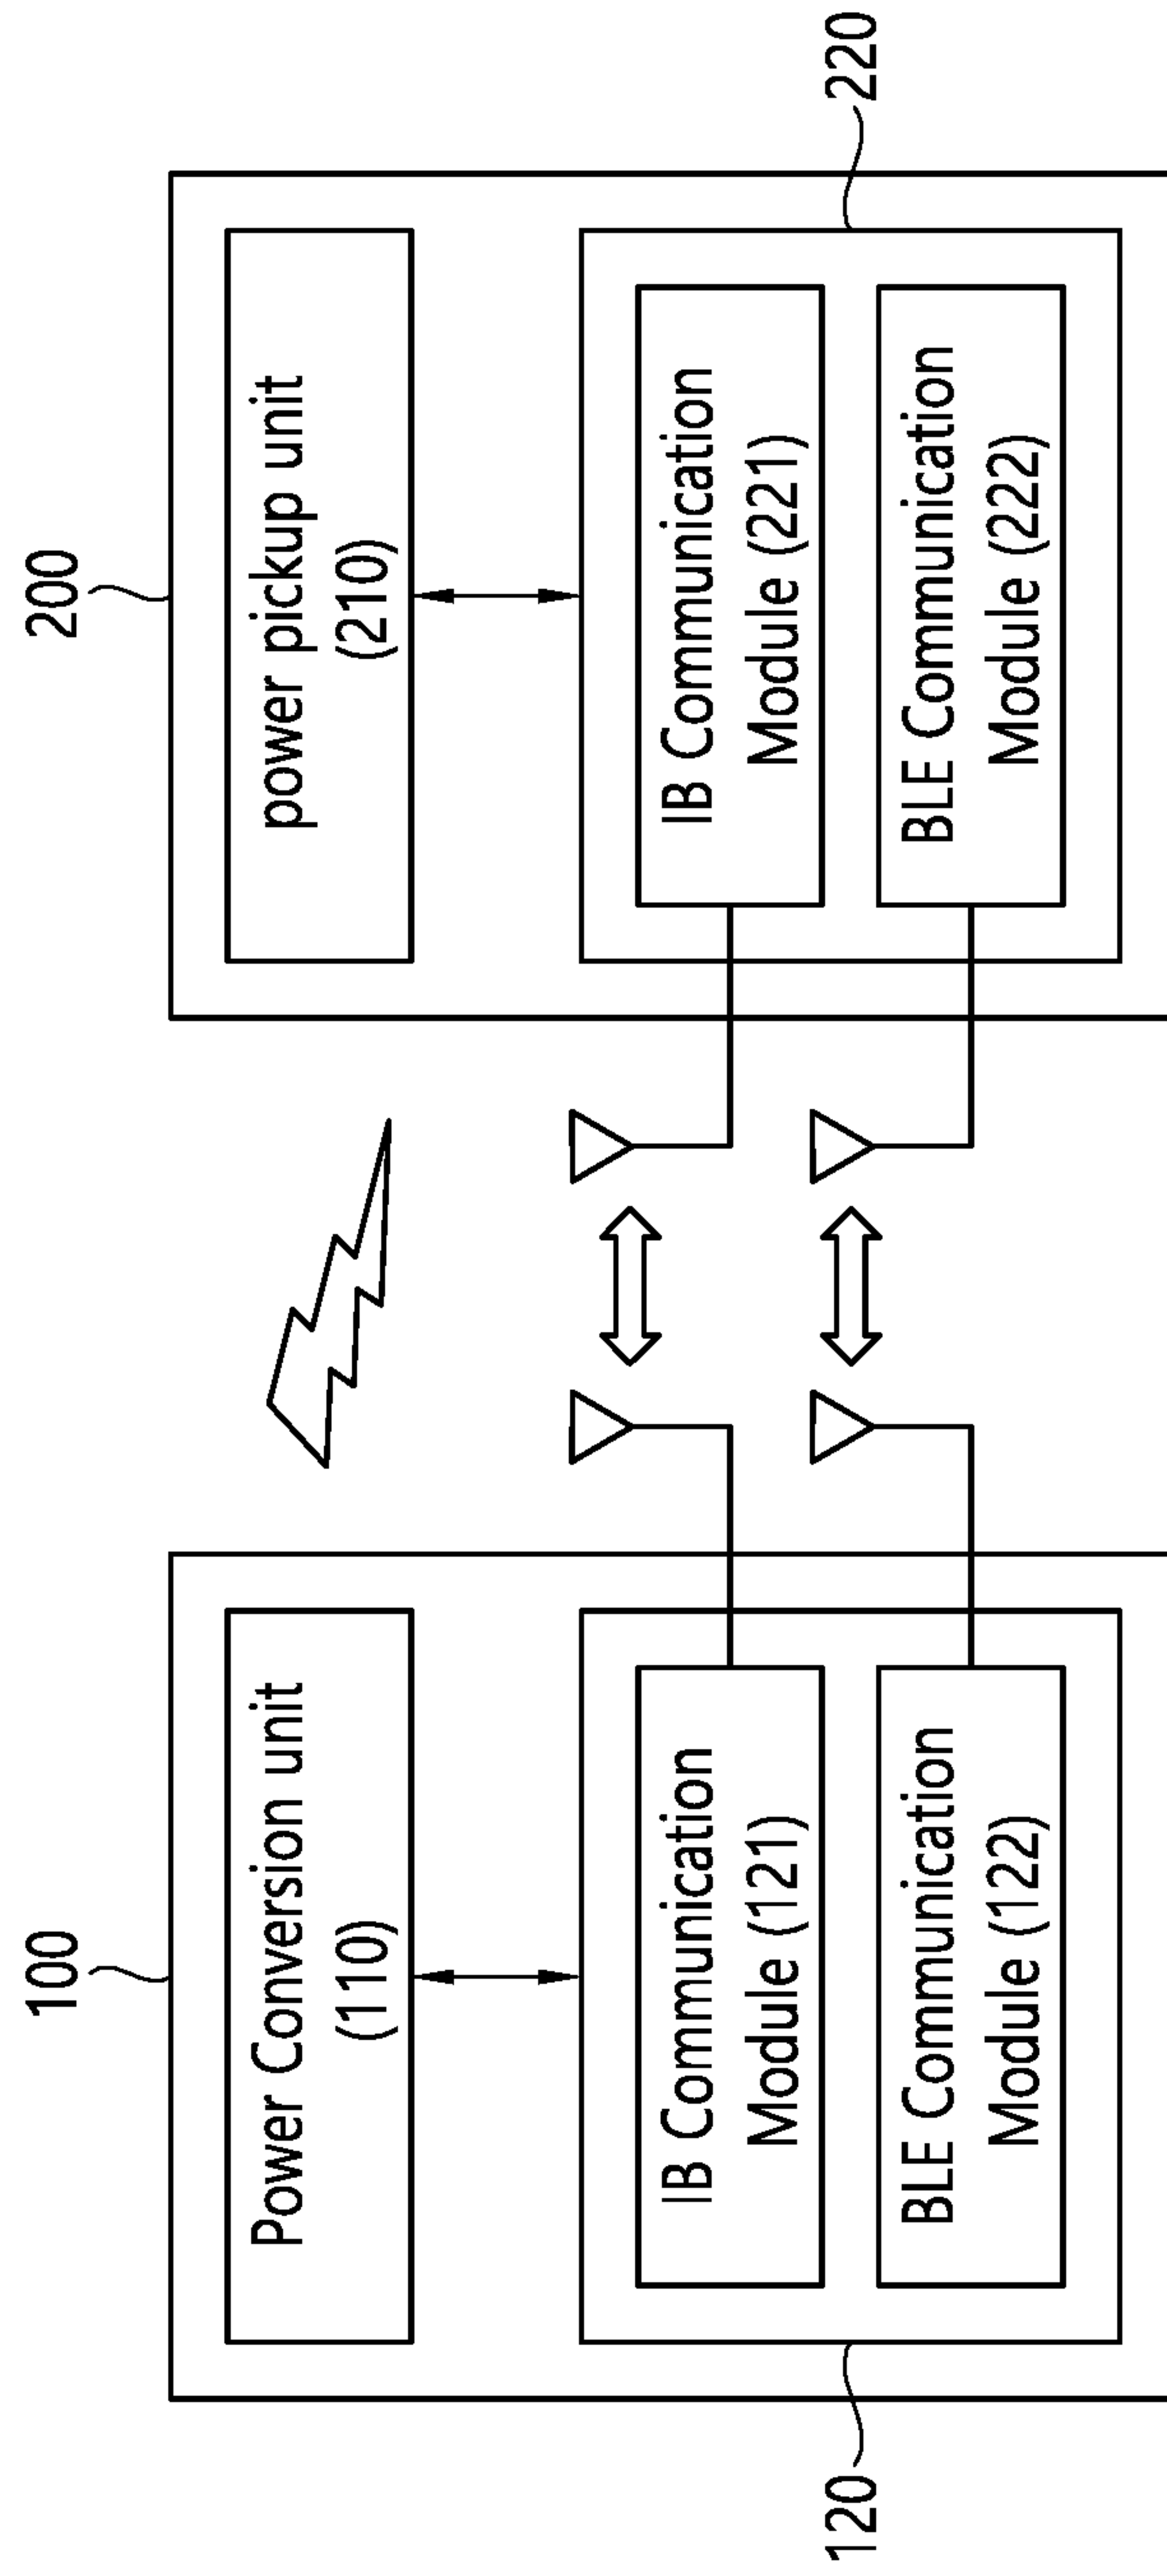 100
Power Conversion unit
(110)
IB Communication
Module (121)
BLE Communication
Module (122)
120
200
power pickup unit
(210)
IB Communication
Module (221)
BLE Communication
Module (222)
220